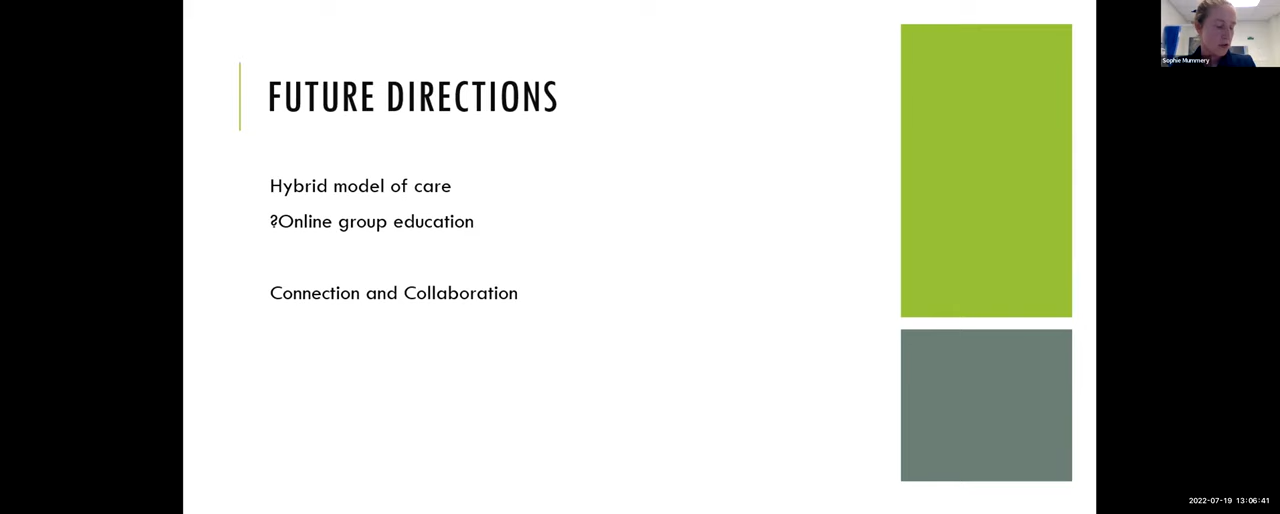 FUTURE DIRECTIONS
Hybrid model of care
?Online group education
Connection and Collaboration
Sophie Mummery
2022-07-19 13:06:41